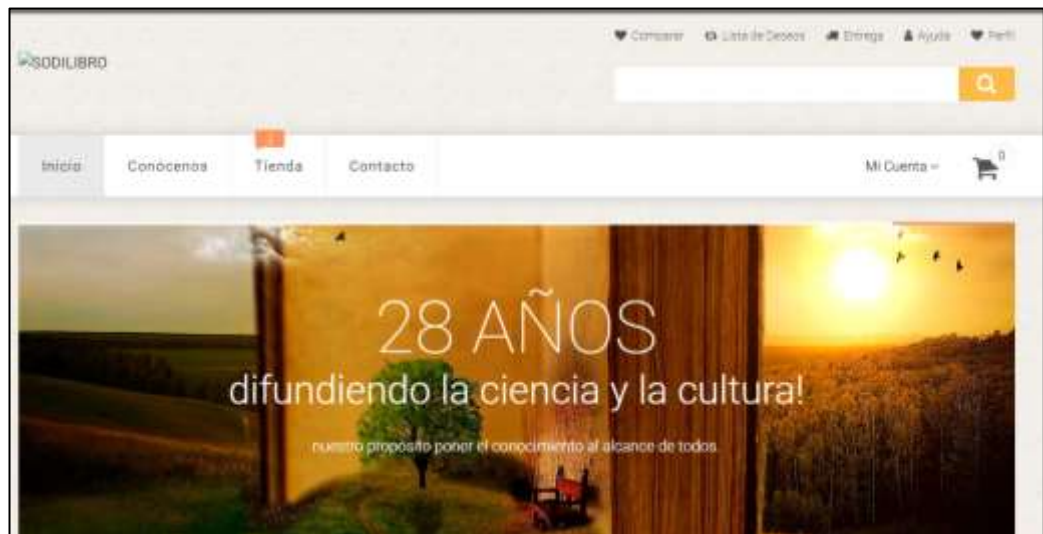 Comparar Lista de Deseos Entrega Ayuda Perfil
SODILIBRO
Inicio Conócenos Tienda Contacto Mi Cuenta 0
28 AÑOS
difundiendo la ciencia y la cultura!
nuestro propósito poner el conocimiento al alcance de todos